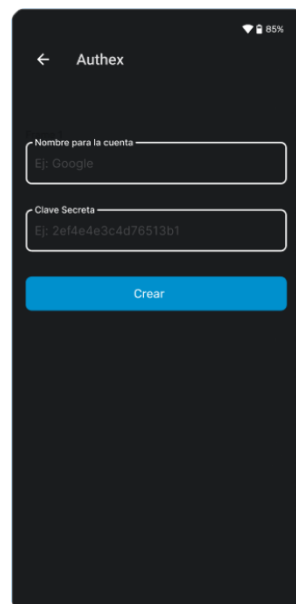 85%
Authex
Nombre para la cuenta
Ej: Google
Clave Secreta
Ej: 2ef4e4e3c4d76513b1
Crear